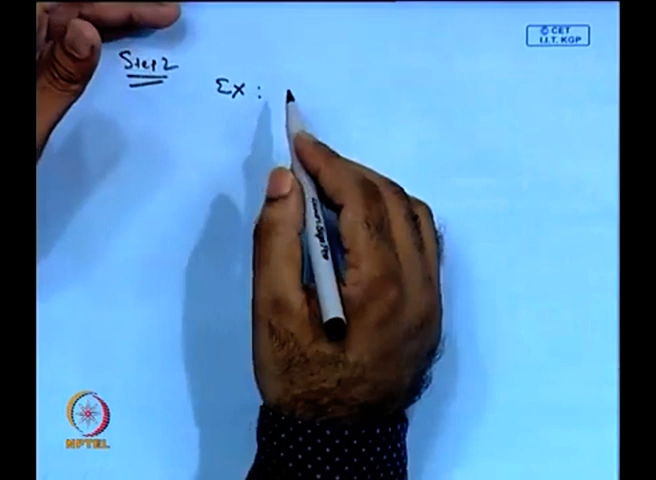 © CET
I.I.T. KGP
Step 2
Ex :
NPTEL